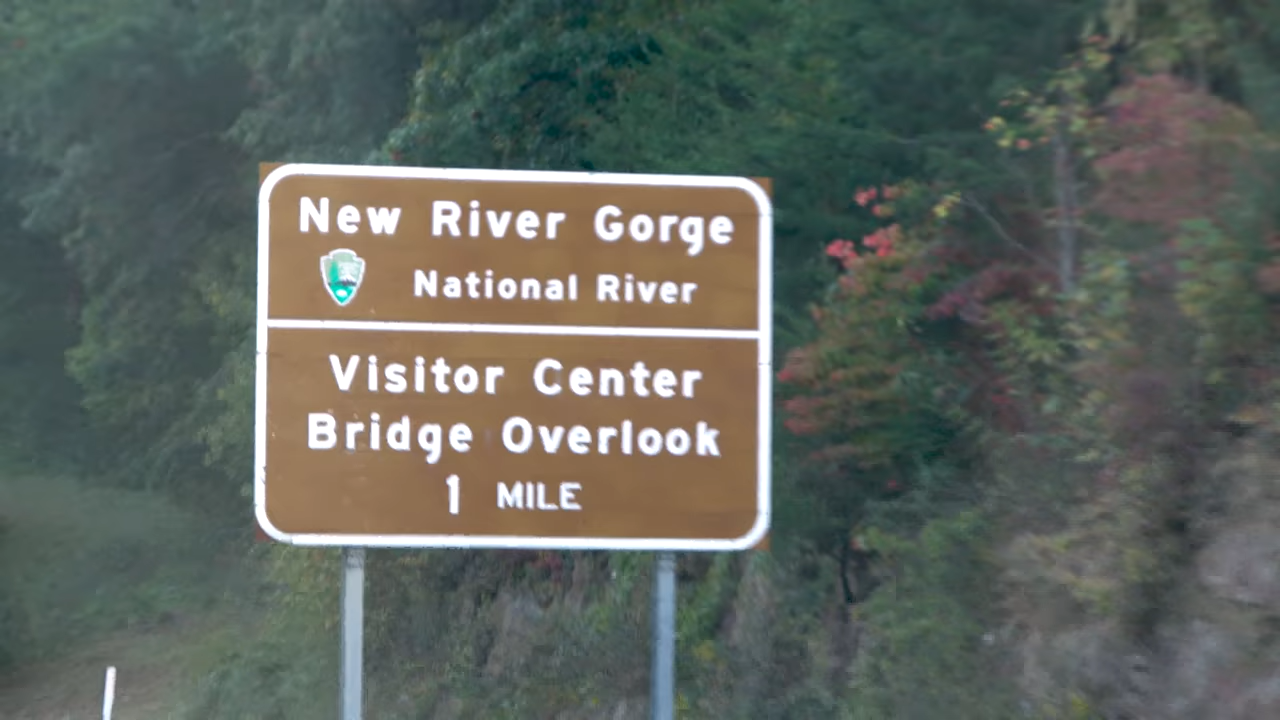 New River Gorge
National River
Visitor Center
Bridge Overlook
1 MILE